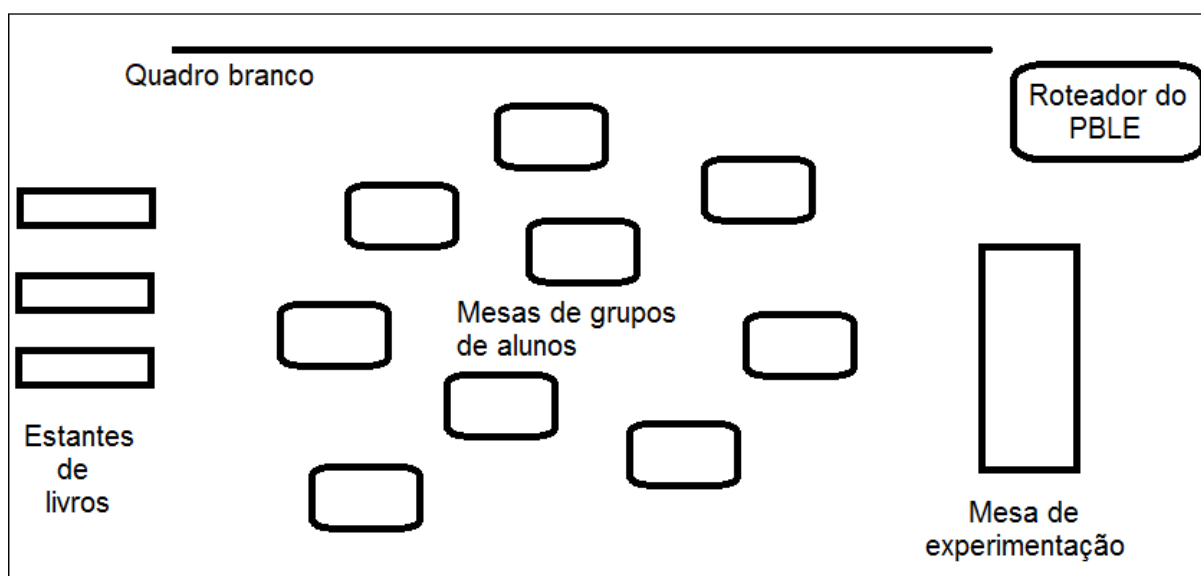 Quadro branco
Roteador do
PBLE
Mesas de grupos
de alunos
Estantes
de
livros
Mesa de
experimentação